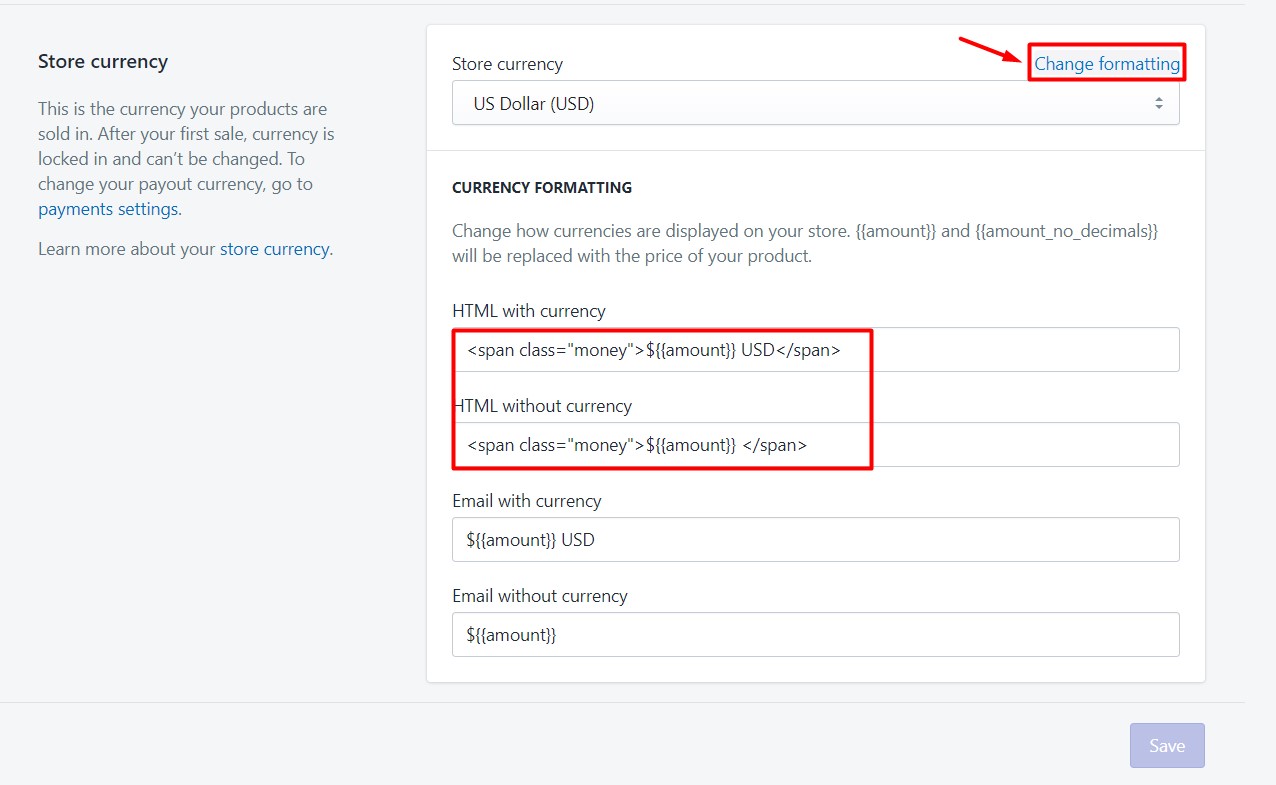 Store currency
This is the currency your products are
sold in. After your first sale, currency is
locked in and can’t be changed. To
change your payout currency, go to
payments settings.
Learn more about your store currency.
Store currency
Change formatting
US Dollar (USD)
CURRENCY FORMATTING
Change how currencies are displayed on your store. {{amount}} and {{amount_no_decimals}}
will be replaced with the price of your product.
HTML with currency
<span class="money">${{amount}} USD</span>
HTML without currency
<span class="money">${{amount}} </span>
Email with currency
${{amount}} USD
Email without currency
${{amount}}
Save